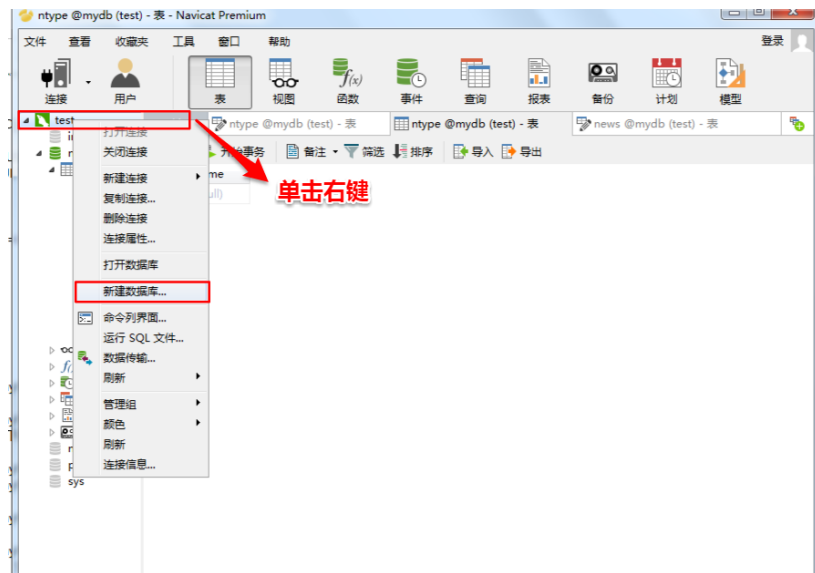 ntype @mydb (test) - 表 - Navicat Premium
文件 查看 收藏夹 工具 窗口 帮助 登录
f(x)
连接 用户 表 视图 函数 事件 查询 报表 备份 计划 模型
test
ntype @mydb (test) - 表
ntype @mydb (test) - 表
news @mydb (test) - 表
开始事务 备注 筛选 排序 导入 导出
打开连接
关闭连接
新建连接
复制连接...
删除连接
连接属性...
打开数据库
新建数据库...
命令列界面...
运行 SQL 文件...
数据传输...
刷新
管理组
颜色
刷新
连接信息...
单击右键
sys